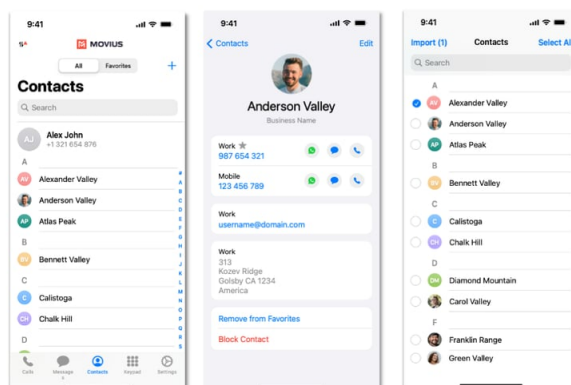 9:41
MOVIUS
All
Favorites
+
Contacts
Search
AJ
Alex John
+1 321 654 876
A
AV
Alexander Valley
Anderson Valley
AP
Atlas Peak
B
BV
Bennett Valley
C
C
Calistoga
CH
Chalk Hill
D
#
A
B
C
D
E
F
G
H
I
J
K
L
M
N
O
P
Q
R
S
Calls
Message
Contacts
Keypad
Settings
9:41
Contacts
Edit
Anderson Valley
Business Name
Work
987 654 321
Mobile
123 456 789
Work
username@domain.com
Work
313
Kozev Ridge
Golsby CA 1234
America
Remove from Favorites
Block Contact
9:41
Import (1)
Contacts
Select Al
Search
A
AV
Alexander Valley
Anderson Valley
AP
Atlas Peak
B
BV
Bennett Valley
C
C
Calistoga
CH
Chalk Hill
D
DM
Diamond Mountain
Carol Valley
F
Franklin Range
Green Valley